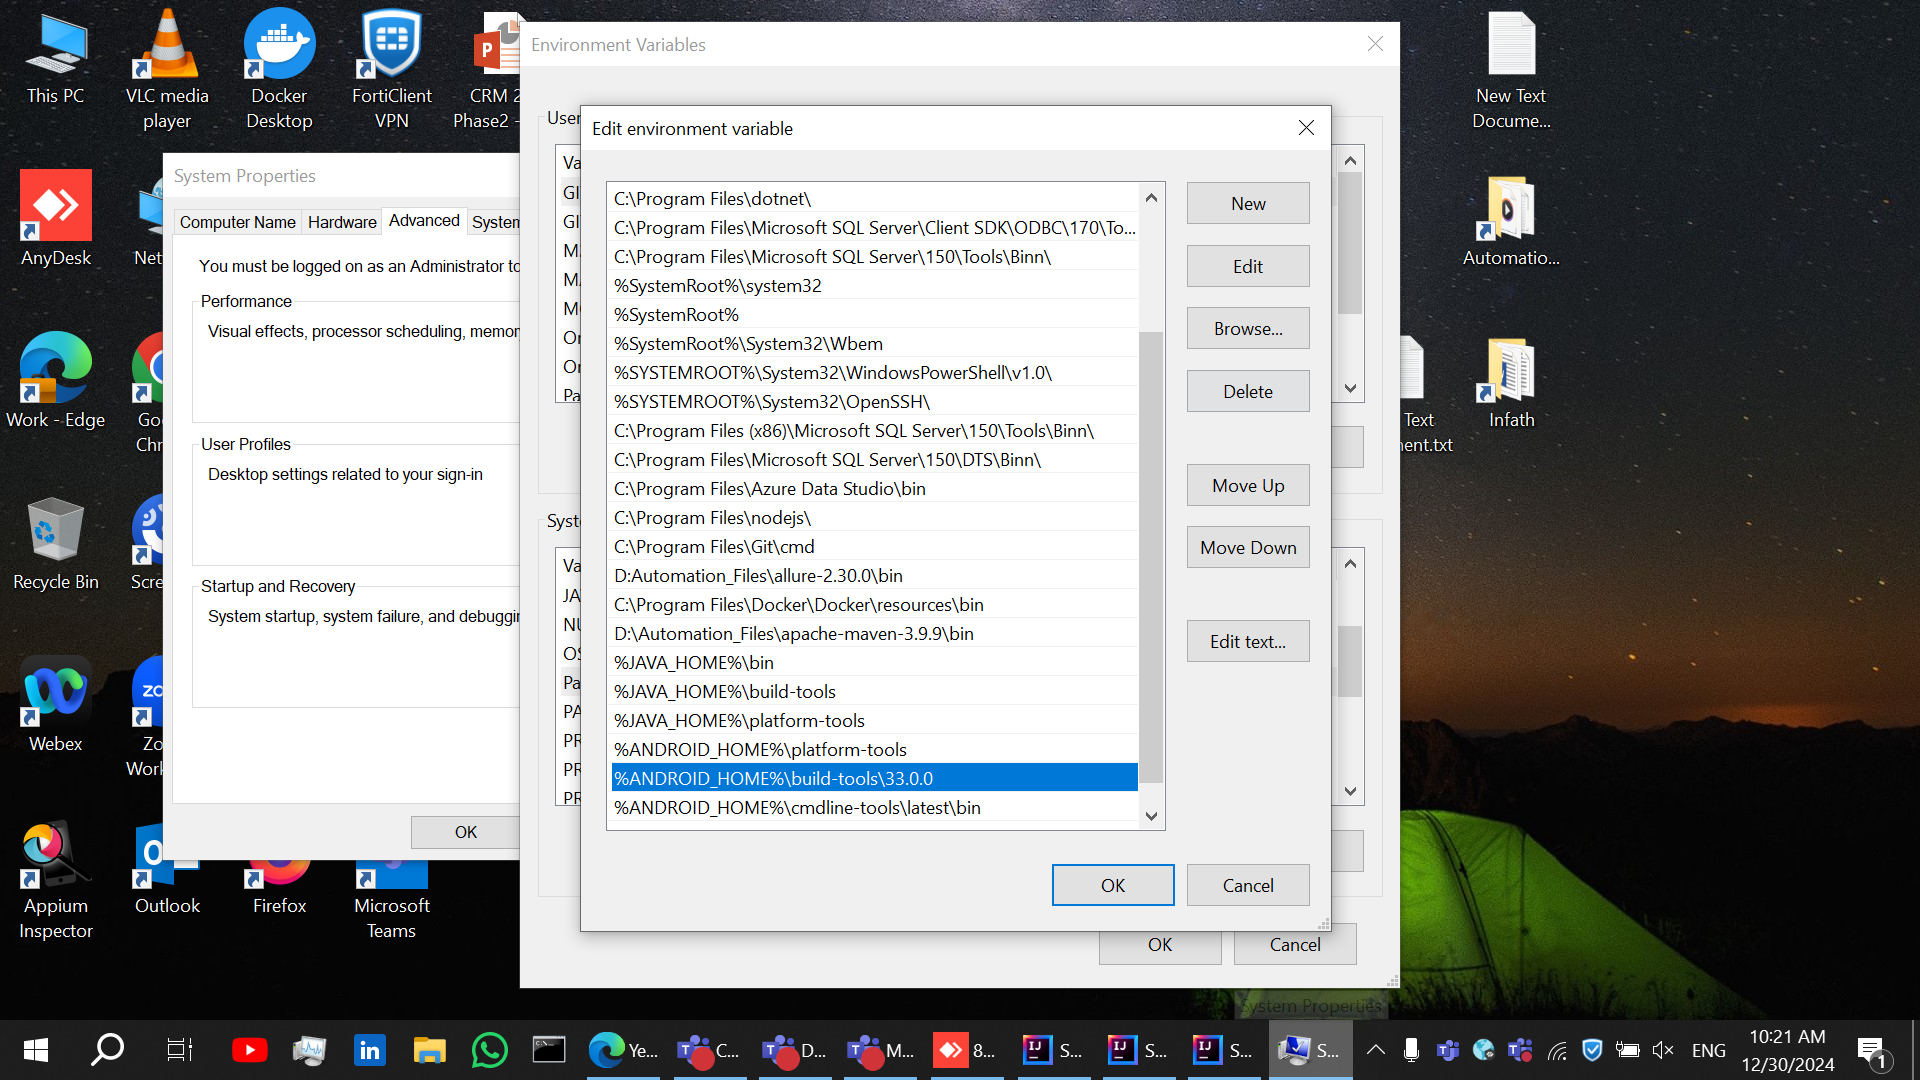 This PC
VLC media
player
Docker
Desktop
FortiClient
VPN
CRM 2
Phase2 -
AnyDesk
Net
Work - Edge
Goo
Chr
Recycle Bin
Scre
Webex
Zo
Work
Appium
Inspector
Outlook
Firefox
Microsoft
Teams
System Properties
Computer Name
Hardware
Advanced
System
You must be logged on as an Administrator to
Performance
Visual effects, processor scheduling, memor
User Profiles
Desktop settings related to your sign-in
Startup and Recovery
System startup, system failure, and debuggin
OK
Environment Variables
User
Va
GI
GI
M
M
M
Or
Or
Pa
Syst
Va
JA
NU
OS
Pa
PA
PR
PR
PR
OK
Cancel
Edit environment variable
C:\Program Files\dotnet\
C:\Program Files\Microsoft SQL Server\Client SDK\ODBC\170\To...
C:\Program Files\Microsoft SQL Server\150\Tools\Binn\
%SystemRoot%\system32
%SystemRoot%
%SystemRoot%\System32\Wbem
%SYSTEMROOT%\System32\WindowsPowerShell\v1.0\
%SYSTEMROOT%\System32\OpenSSH\
C:\Program Files (x86)\Microsoft SQL Server\150\Tools\Binn\
C:\Program Files\Microsoft SQL Server\150\DTS\Binn\
C:\Program Files\Azure Data Studio\bin
C:\Program Files\nodejs\
C:\Program Files\Git\cmd
D:Automation_Files\allure-2.30.0\bin
C:\Program Files\Docker\Docker\resources\bin
D:\Automation_Files\apache-maven-3.9.9\bin
%JAVA_HOME%\bin
%JAVA_HOME%\build-tools
%JAVA_HOME%\platform-tools
%ANDROID_HOME%\platform-tools
%ANDROID_HOME%\build-tools\33.0.0
%ANDROID_HOME%\cmdline-tools\latest\bin
New
Edit
Browse...
Delete
Move Up
Move Down
Edit text...
OK
Cancel
New Text
Docume...
Automatio...
Text
ent.txt
Infath
System Properties
Ye...
C...
D...
M...
8...
S...
S...
S...
S...
ENG
10:21 AM
12/30/2024
1